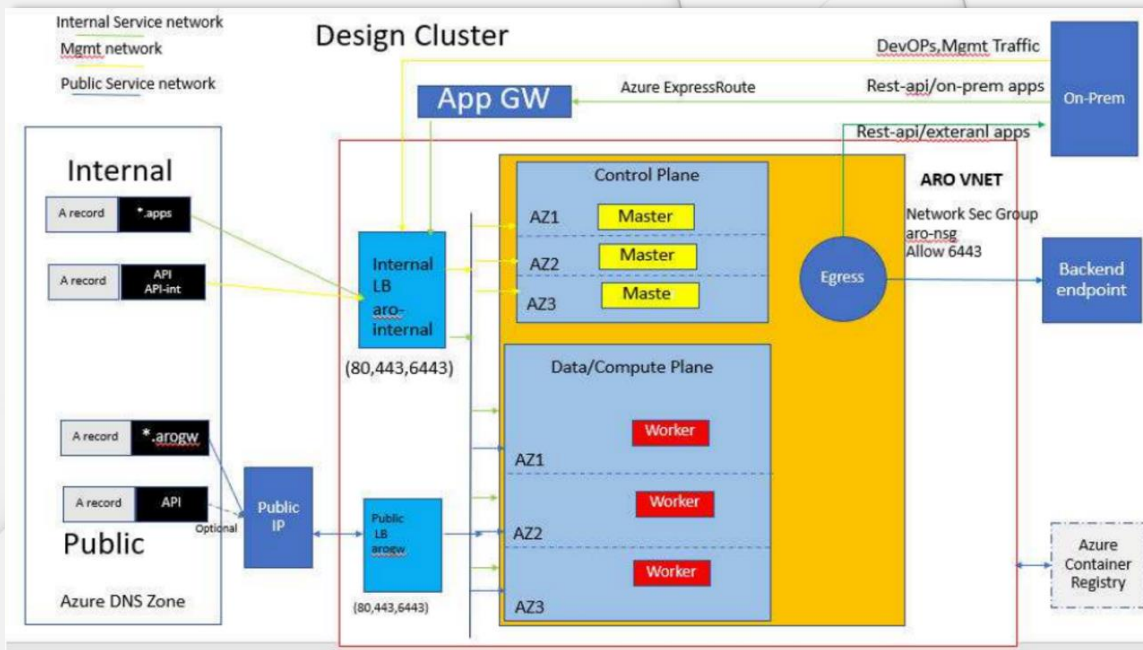 Internal Service network
Mgmt network
Public Service network
Design Cluster
DevOPs,Mgmt Traffic
App GW
Azure ExpressRoute
Rest-api/on-prem apps
On-Prem
Rest-api/exteranl apps
Internal
A record
*.apps
A record
API
API-int
A record
*.arogw
A record
API
Optional
Public
Azure DNS Zone
Public
IP
Internal
LB
aro-
internal
(80,443,6443)
Public
LB
arogw
(80,443,6443)
Control Plane
AZ1
Master
AZ2
Master
AZ3
Maste
Data/Compute Plane
Worker
AZ1
Worker
AZ2
Worker
AZ3
Egress
ARO VNET
Network Sec Group
aro-nsg
Allow 6443
Backend
endpoint
Azure
Container
Registry